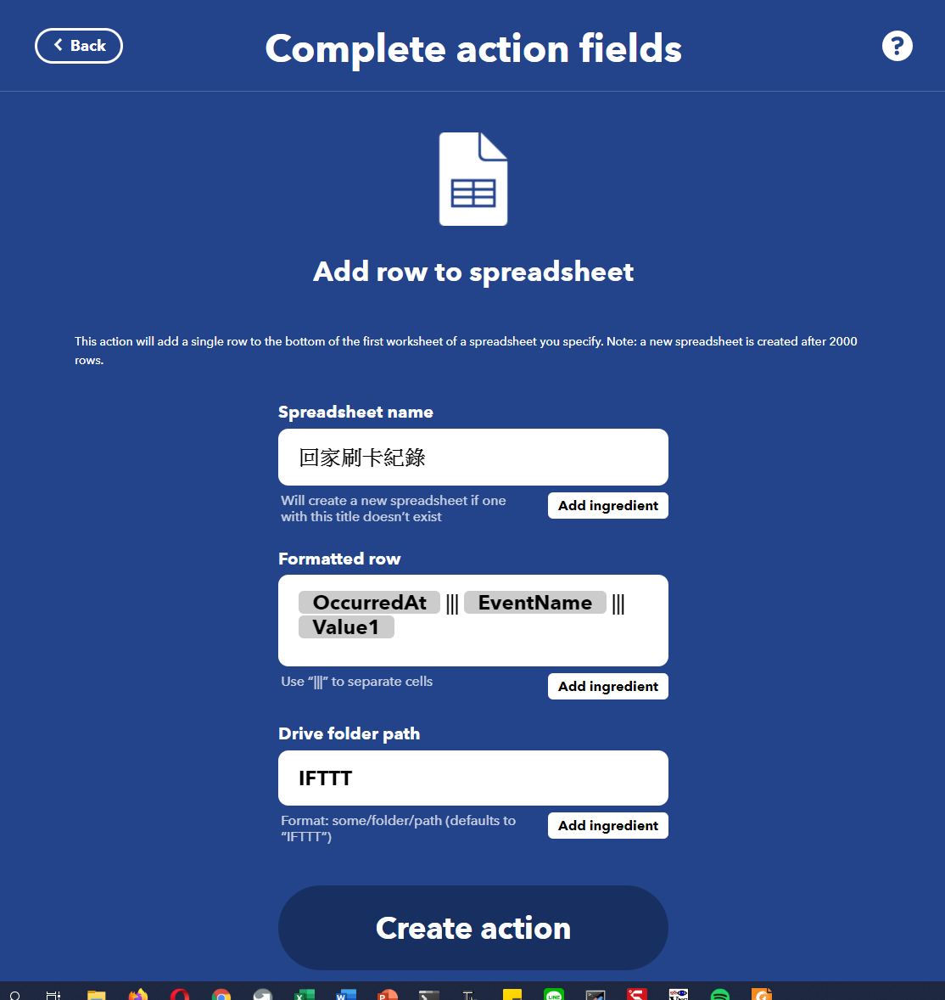 Back
Complete action fields
?
Add row to spreadsheet
This action will add a single row to the bottom of the first worksheet of a spreadsheet you specify. Note: a new spreadsheet is created after 2000
rows.
Spreadsheet name
回家刷卡紀錄
Will create a new spreadsheet if one
with this title doesn't exist
Add ingredient
Formatted row
OccurredAt ||| EventName |||
Value1
Use “|||” to separate cells
Add ingredient
Drive folder path
IFTTT
Format: some/folder/path (defaults to
“IFTTT”)
Add ingredient
Create action